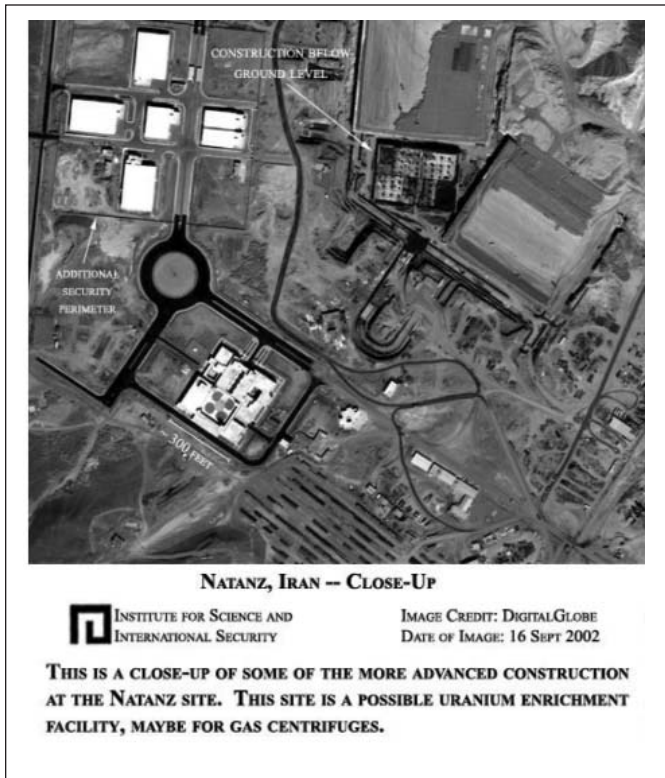 CONSTRUCTION BELOW
GROUND LEVEL
ADDITIONAL
SECURITY
PERIMETER
~ 300 FEET
NATANZ, IRAN -- CLOSE-UP
INSTITUTE FOR SCIENCE AND
INTERNATIONAL SECURITY
IMAGE CREDIT: DIGITALGLOBE
DATE OF IMAGE: 16 SEPT 2002
THIS IS A CLOSE-UP OF SOME OF THE MORE ADVANCED CONSTRUCTION
AT THE NATANZ SITE. THIS SITE IS A POSSIBLE URANIUM ENRICHMENT
FACILITY, MAYBE FOR GAS CENTRIFUGES.